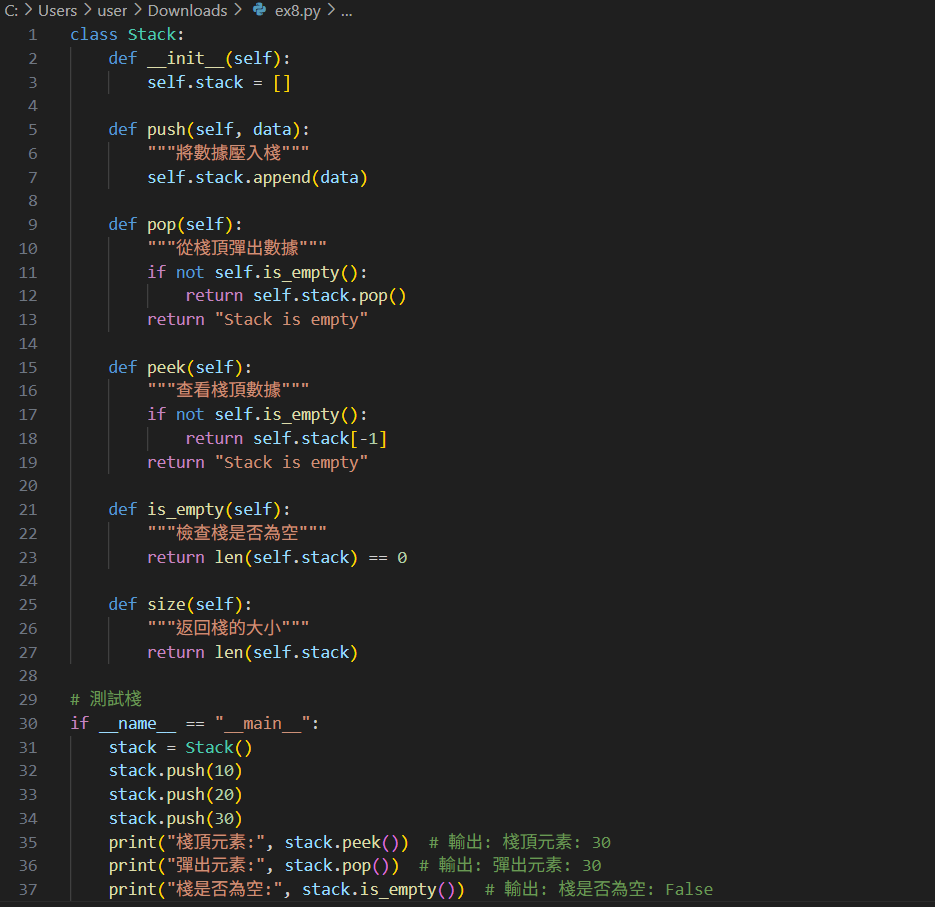 C: > Users > user > Downloads > ex8.py > ...
1 class Stack:
2     def __init__(self):
3         self.stack = []
4
5     def push(self, data):
6         """將數據壓入棧"""
7         self.stack.append(data)
8
9     def pop(self):
10         """從棧頂彈出數據"""
11         if not self.is_empty():
12             return self.stack.pop()
13         return "Stack is empty"
14
15     def peek(self):
16         """查看棧頂數據"""
17         if not self.is_empty():
18             return self.stack[-1]
19         return "Stack is empty"
20
21     def is_empty(self):
22         """檢查棧是否為空"""
23         return len(self.stack) == 0
24
25     def size(self):
26         """返回棧的大小"""
27         return len(self.stack)
28
29 # 測試棧
30 if __name__ == "__main__":
31     stack = Stack()
32     stack.push(10)
33     stack.push(20)
34     stack.push(30)
35     print("棧頂元素:", stack.peek())  # 輸出: 棧頂元素: 30
36     print("彈出元素:", stack.pop())  # 輸出: 彈出元素: 30
37     print("棧是否為空:", stack.is_empty())  # 輸出: 棧是否為空: False